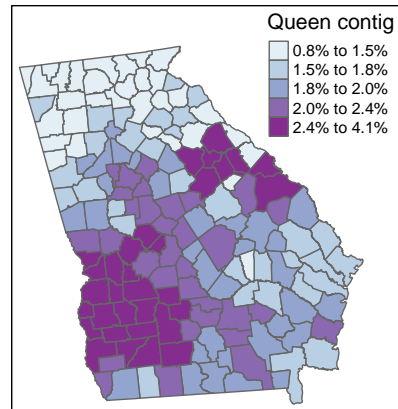 Queen contig
0.8% to 1.5%
1.5% to 1.8%
1.8% to 2.0%
2.0% to 2.4%
2.4% to 4.1%